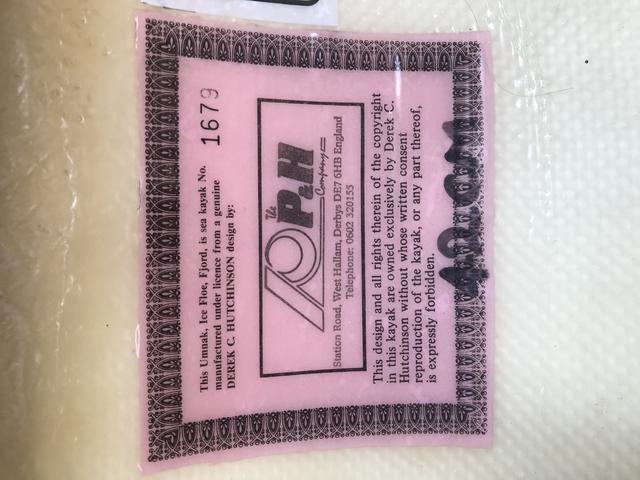 This Umnak, Ice Floe, Fjord, is sea kayak No. 1679
manufactured under licence from a genuine
DEREK C. HUTCHINSON design by:
The
P&H
Company
Station Road, West Hallam, Derbys DE7 6HB England
Telephone: 0602 320155
This design and all rights therein of the copyright
in this kayak are owned exclusively by Derek C.
Hutchinson without whose written consent
reproduction of the kayak, or any part thereof,
is expressly forbidden.